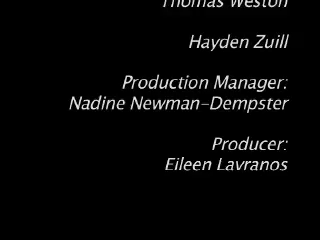 Thomas Weston
Hayden Zuill
Production Manager:
Nadine Newman-Dempster
Producer:
Eileen Lavranos